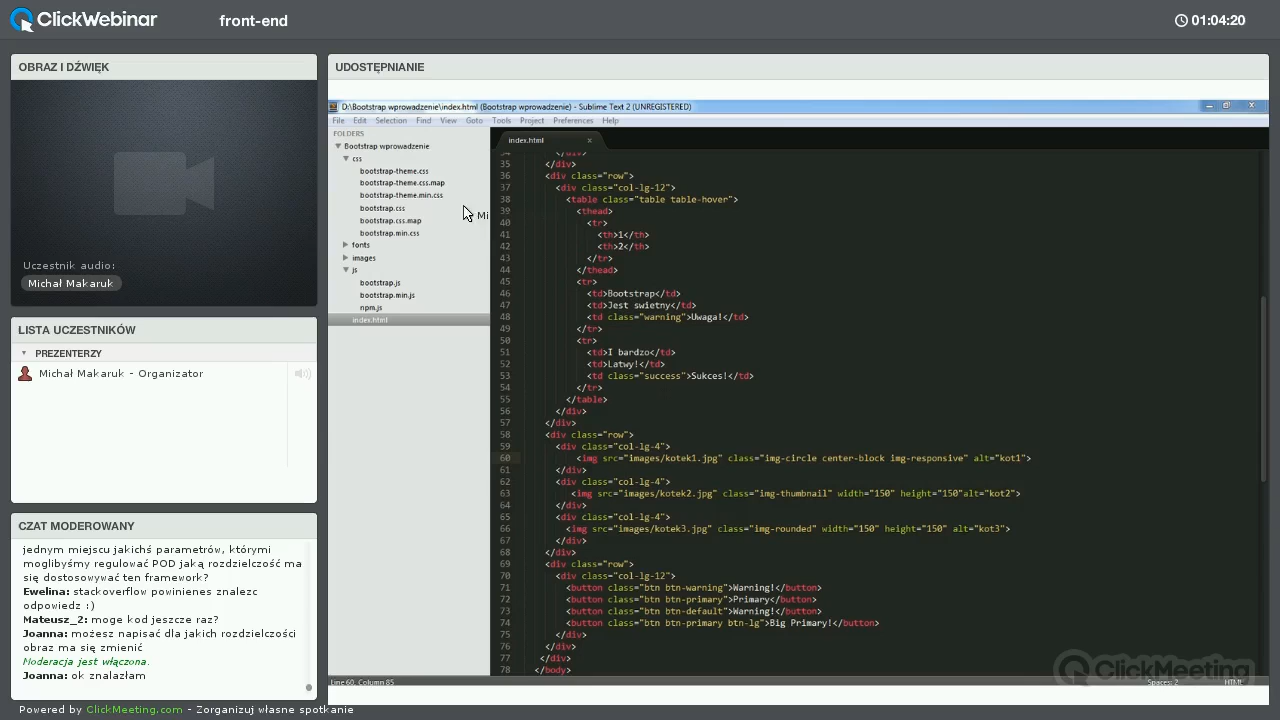 ClickWebinar
front-end
01:04:20
OBRAZ I DŹWIĘK
Uczestnik audio:
Michał Makaruk
LISTA UCZESTNIKÓW
PREZENTERZY
Michał Makaruk - Organizator
CZAT MODEROWANY
jednym miejscu jakichś parametrów, którymi
moglibyśmy regulować POD jaką rozdzielczość ma
się dostosowywać ten framework?
Ewelina: stackoverflow powinienes znalezc
odpowiedz :)
Mateusz_2: moge kod jeszcze raz?
Joanna: możesz napisać dla jakich rozdzielczości
obraz ma się zmienić
Moderacja jest włączona.
Joanna: ok znalazłam
UDOSTĘPNIANIE
D:\Bootstrap wprowadzenie\index.html (Bootstrap wprowadzenie) - Sublime Text 2 (UNREGISTERED)
File Edit Selection Find View Goto Tools Project Preferences Help
FOLDERS
Bootstrap wprowadzenie
css
bootstrap-theme.css
bootstrap-theme.css.map
bootstrap-theme.min.css
bootstrap.css
bootstrap.css.map
bootstrap.min.css
fonts
images
js
bootstrap.js
bootstrap.min.js
npm.js
index.html
Mi
index.html
34 </div>
35 </div>
36 <div class="row">
37 <div class="col-lg-12">
38 <table class="table table-hover">
39 <thead>
40 <tr>
41 <th>1</th>
42 <th>2</th>
43 </tr>
44 </thead>
45 <tr>
46 <td>Bootstrap</td>
47 <td>Jest swietny</td>
48 <td class="warning">Uwaga!</td>
49 </tr>
50 <tr>
51 <td>I bardzo</td>
52 <td>Latwy!</td>
53 <td class="success">Sukces!</td>
54 </tr>
55 </table>
56 </div>
57 </div>
58 <div class="row">
59 <div class="col-lg-4">
60 <img src="images/kotek1.jpg" class="img-circle center-block img-responsive" alt="kot1">
61 </div>
62 <div class="col-lg-4">
63 <img src="images/kotek2.jpg" class="img-thumbnail" width="150" height="150"alt="kot2">
64 </div>
65 <div class="col-lg-4">
66 <img src="images/kotek3.jpg" class="img-rounded" width="150" height="150" alt="kot3">
67 </div>
68 </div>
69 <div class="row">
70 <div class="col-lg-12">
71 <button class="btn btn-warning">Warning!</button>
72 <button class="btn btn-primary">Primary</button>
73 <button class="btn btn-default">Warning!</button>
74 <button class="btn btn-primary btn-lg">Big Primary!</button>
75 </div>
76 </div>
77 </div>
78 </body>
ClickMeeting
Line 60, Column 85
Spaces: 2
HTML
Powered by ClickMeeting.com - Zorganizuj własne spotkanie